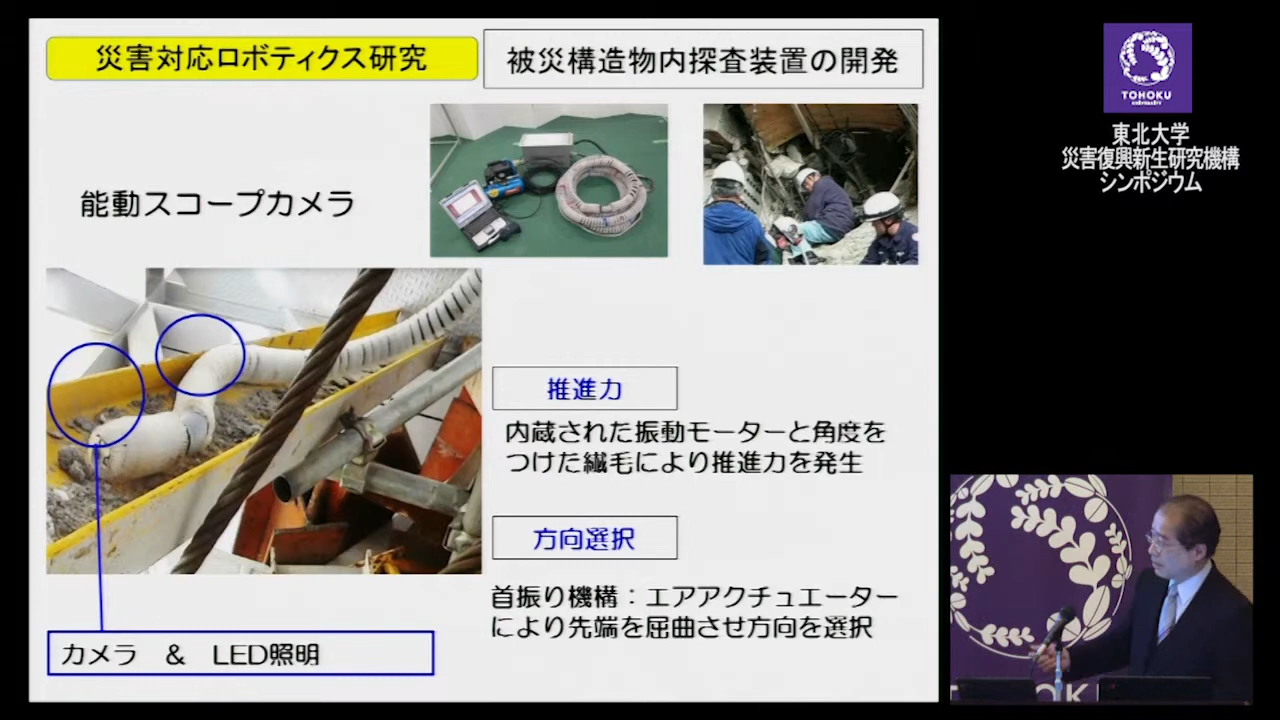 災害対応ロボティクス研究
被災構造物内探査装置の開発
能動スコープカメラ
推進力
内蔵された振動モーターと角度を
つけた繊毛により推進力を発生
方向選択
首振り機構：エアアクチュエーター
により先端を屈曲させ方向を選択
カメラ　&　LED照明
TOHOKU
UNIVERSITY
東北大学
災害復興新生研究機構
シンポジウム